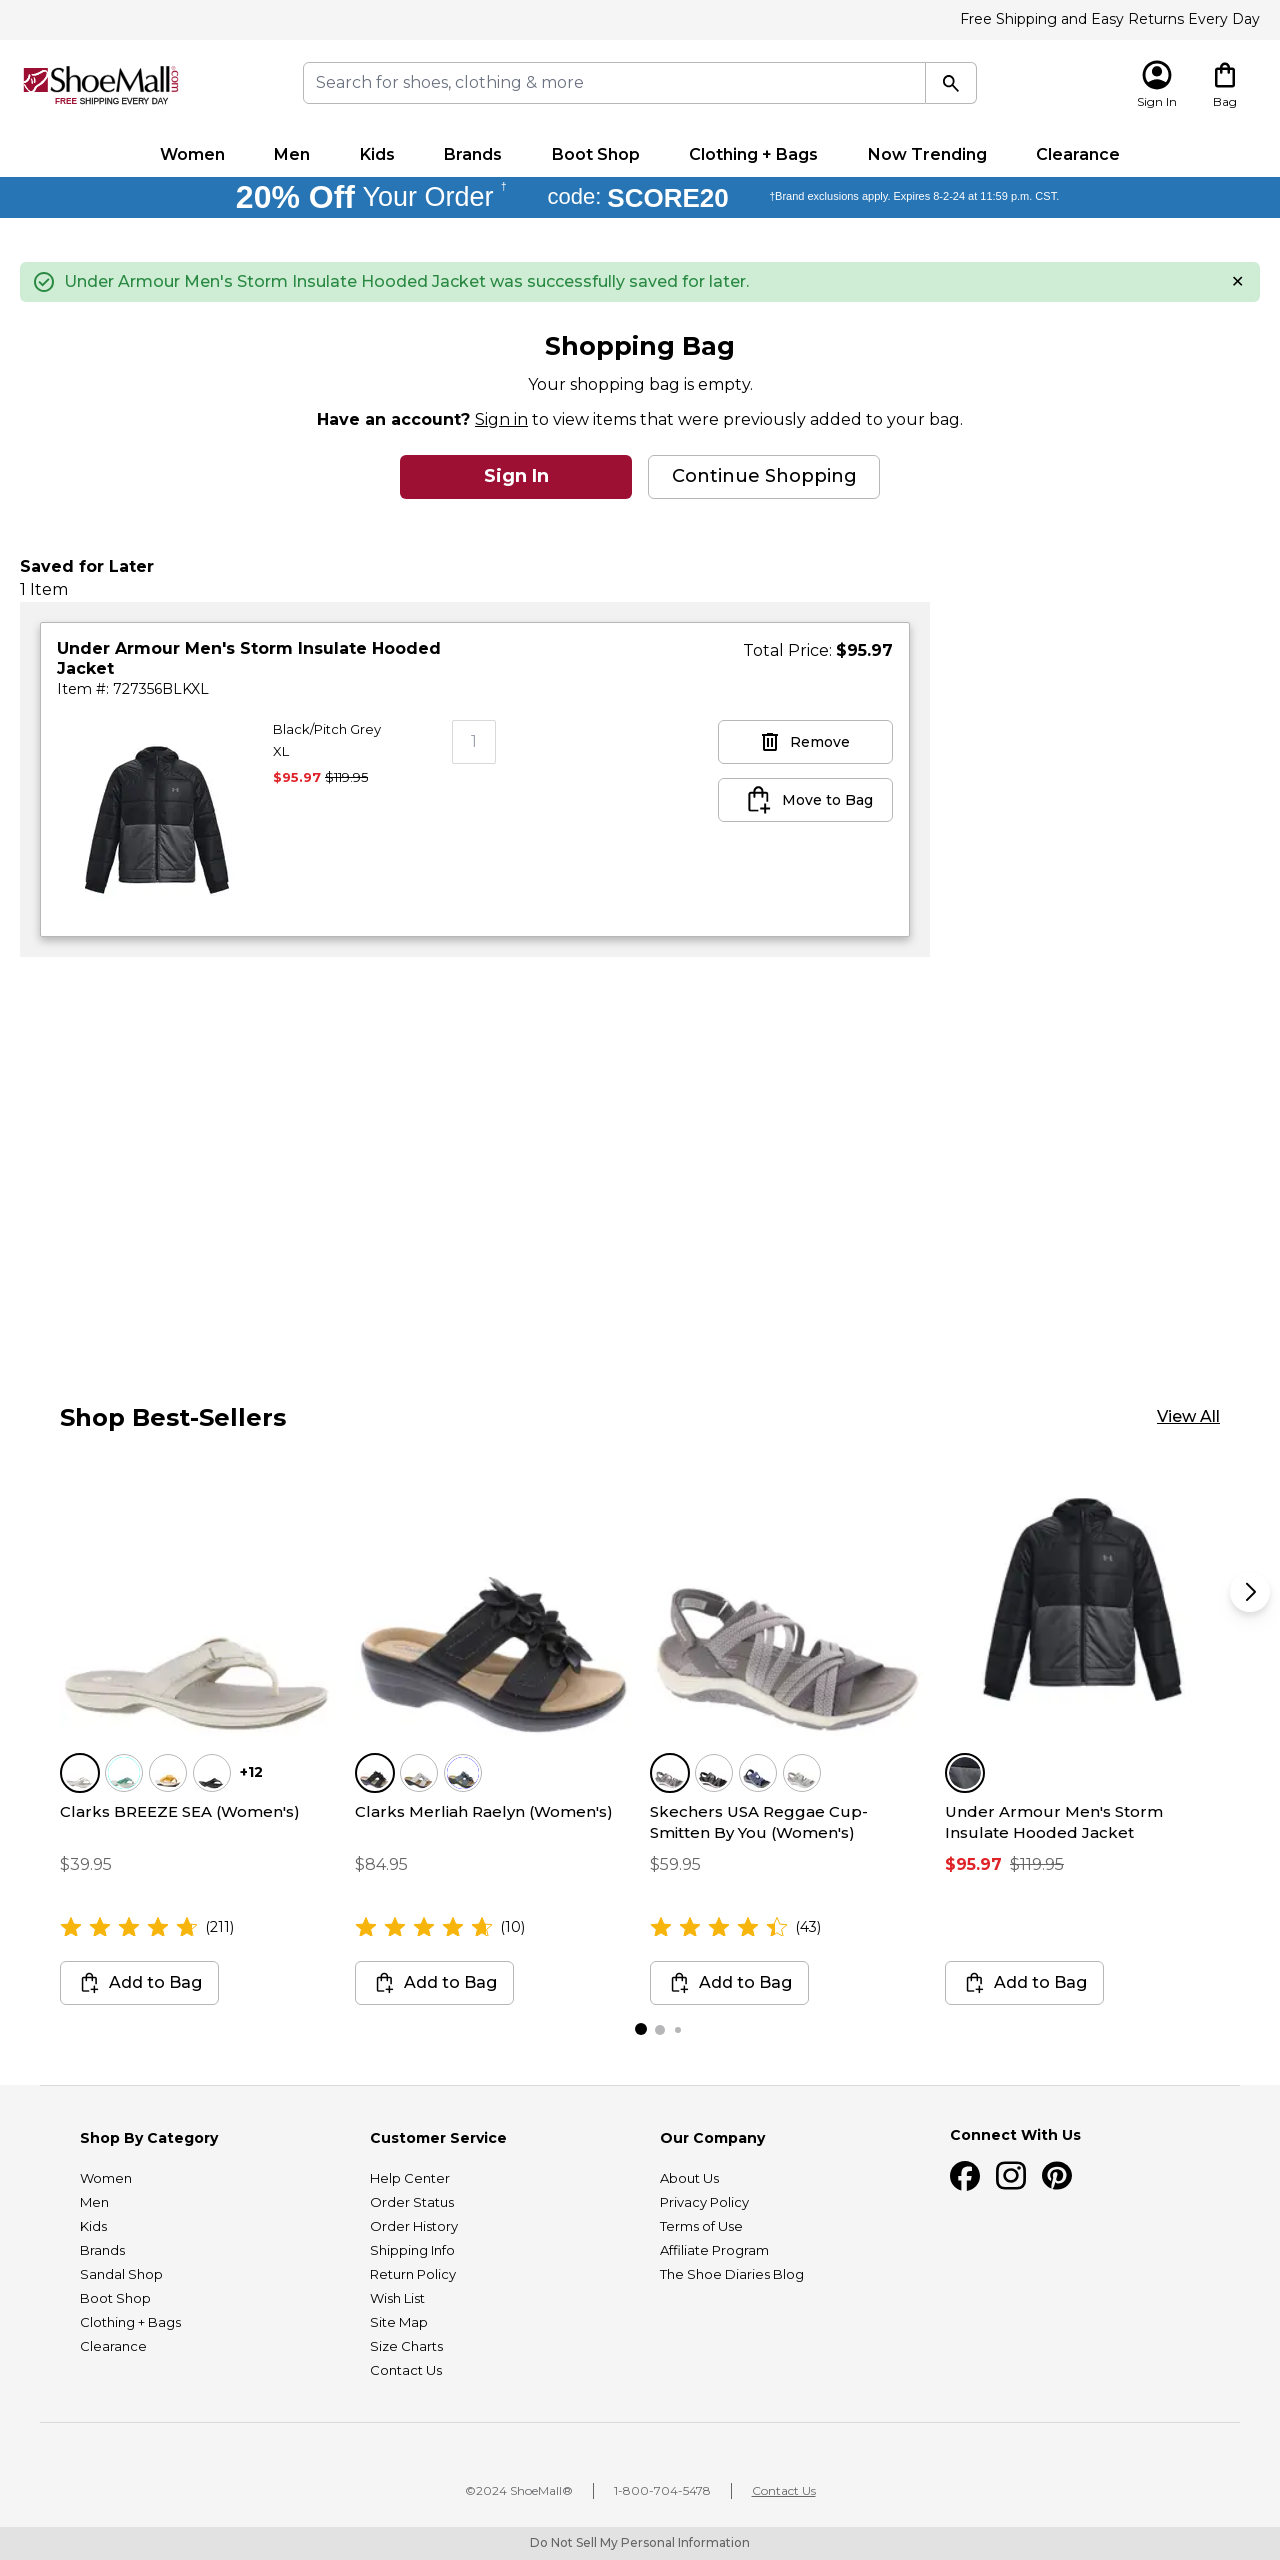 Free Shipping and Easy Returns Every Day
ShoeMall®.com
FREE SHIPPING EVERY DAY
Search for shoes, clothing & more
Sign In
Bag
Women Men Kids Brands Boot Shop Clothing + Bags Now Trending Clearance
20% Off Your Order † code: SCORE20 †Brand exclusions apply. Expires 8-2-24 at 11:59 p.m. CST.
Under Armour Men's Storm Insulate Hooded Jacket was successfully saved for later.
Shopping Bag
Your shopping bag is empty.
Have an account? Sign in to view items that were previously added to your bag.
Sign In Continue Shopping
Saved for Later
1 Item
Under Armour Men's Storm Insulate Hooded
Jacket
Item #: 727356BLKXL
Total Price: $95.97
Black/Pitch Grey
XL
$95.97 $119.95
1
Remove
Move to Bag
Shop Best-Sellers View All
+12
Clarks BREEZE SEA (Women's)
$39.95
(211)
Add to Bag
Clarks Merliah Raelyn (Women's)
$84.95
(10)
Add to Bag
Skechers USA Reggae Cup-
Smitten By You (Women's)
$59.95
(43)
Add to Bag
Under Armour Men's Storm
Insulate Hooded Jacket
$95.97 $119.95
Add to Bag
Shop By Category
Women
Men
Kids
Brands
Sandal Shop
Boot Shop
Clothing + Bags
Clearance
Customer Service
Help Center
Order Status
Order History
Shipping Info
Return Policy
Wish List
Site Map
Size Charts
Contact Us
Our Company
About Us
Privacy Policy
Terms of Use
Affiliate Program
The Shoe Diaries Blog
Connect With Us
©2024 ShoeMall® 1-800-704-5478 Contact Us
Do Not Sell My Personal Information